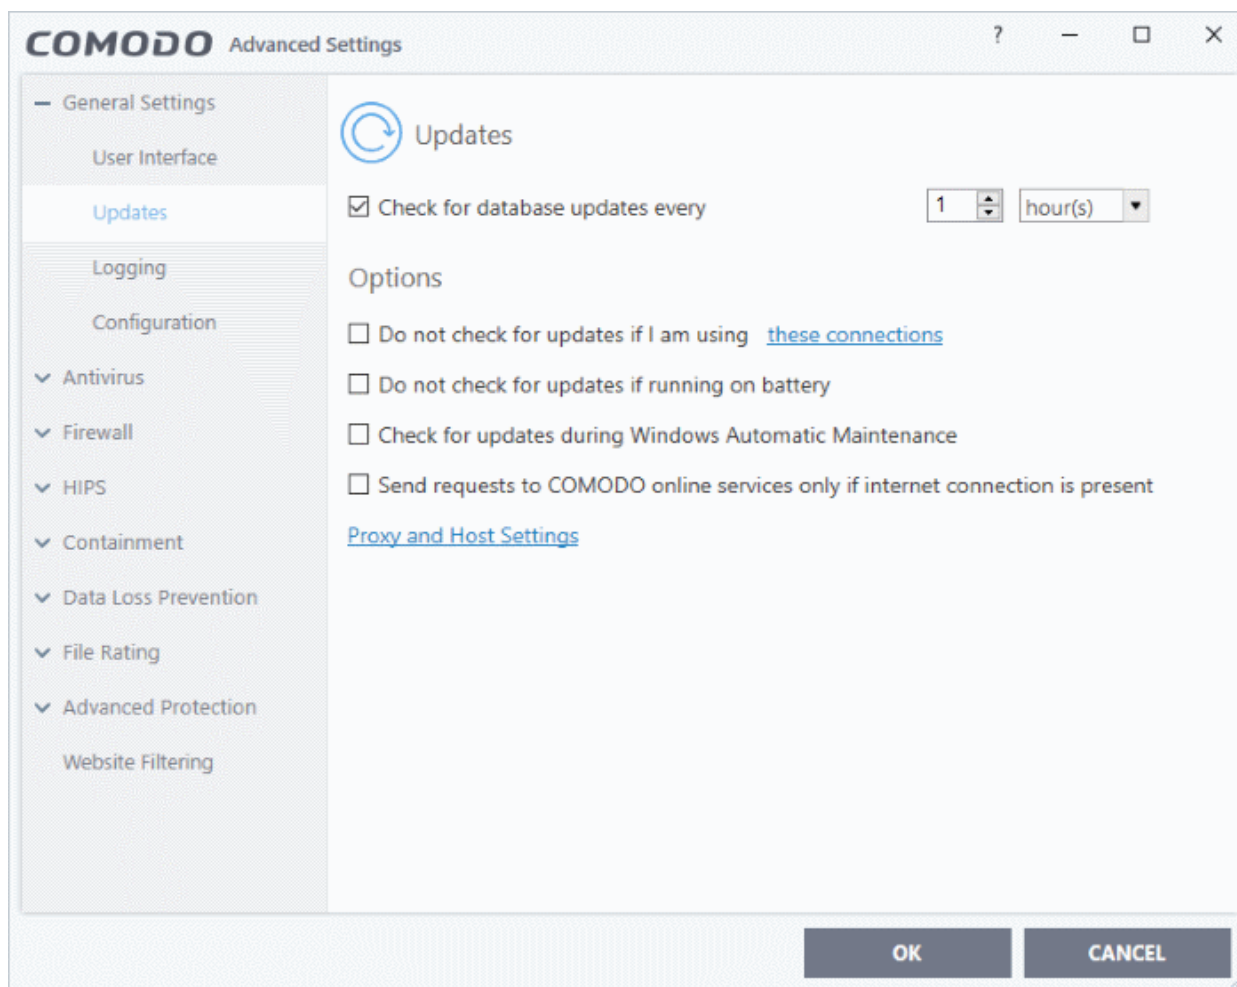 COMODO Advanced Settings ?
General Settings
User Interface
Updates
Logging
Configuration
Antivirus
Firewall
HIPS
Containment
Data Loss Prevention
File Rating
Advanced Protection
Website Filtering
Updates
Check for database updates every 1 hour(s)
Options
Do not check for updates if I am using these connections
Do not check for updates if running on battery
Check for updates during Windows Automatic Maintenance
Send requests to COMODO online services only if internet connection is present
Proxy and Host Settings
OK CANCEL